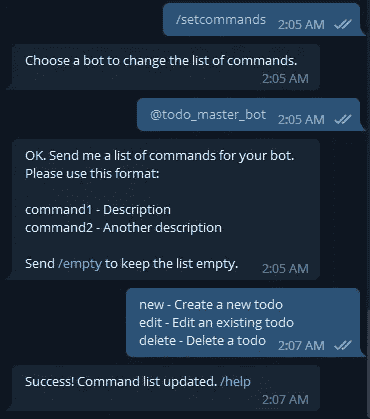 /setcommands
2:05 AM
Choose a bot to change the list of commands.
2:05 AM
@todo_master_bot
2:05 AM
OK. Send me a list of commands for your bot.
Please use this format:
command1 - Description
command2 - Another description
Send /empty to keep the list empty.
2:05 AM
new - Create a new todo
edit - Edit an existing todo
delete - Delete a todo
2:07 AM
Success! Command list updated. /help
2:07 AM